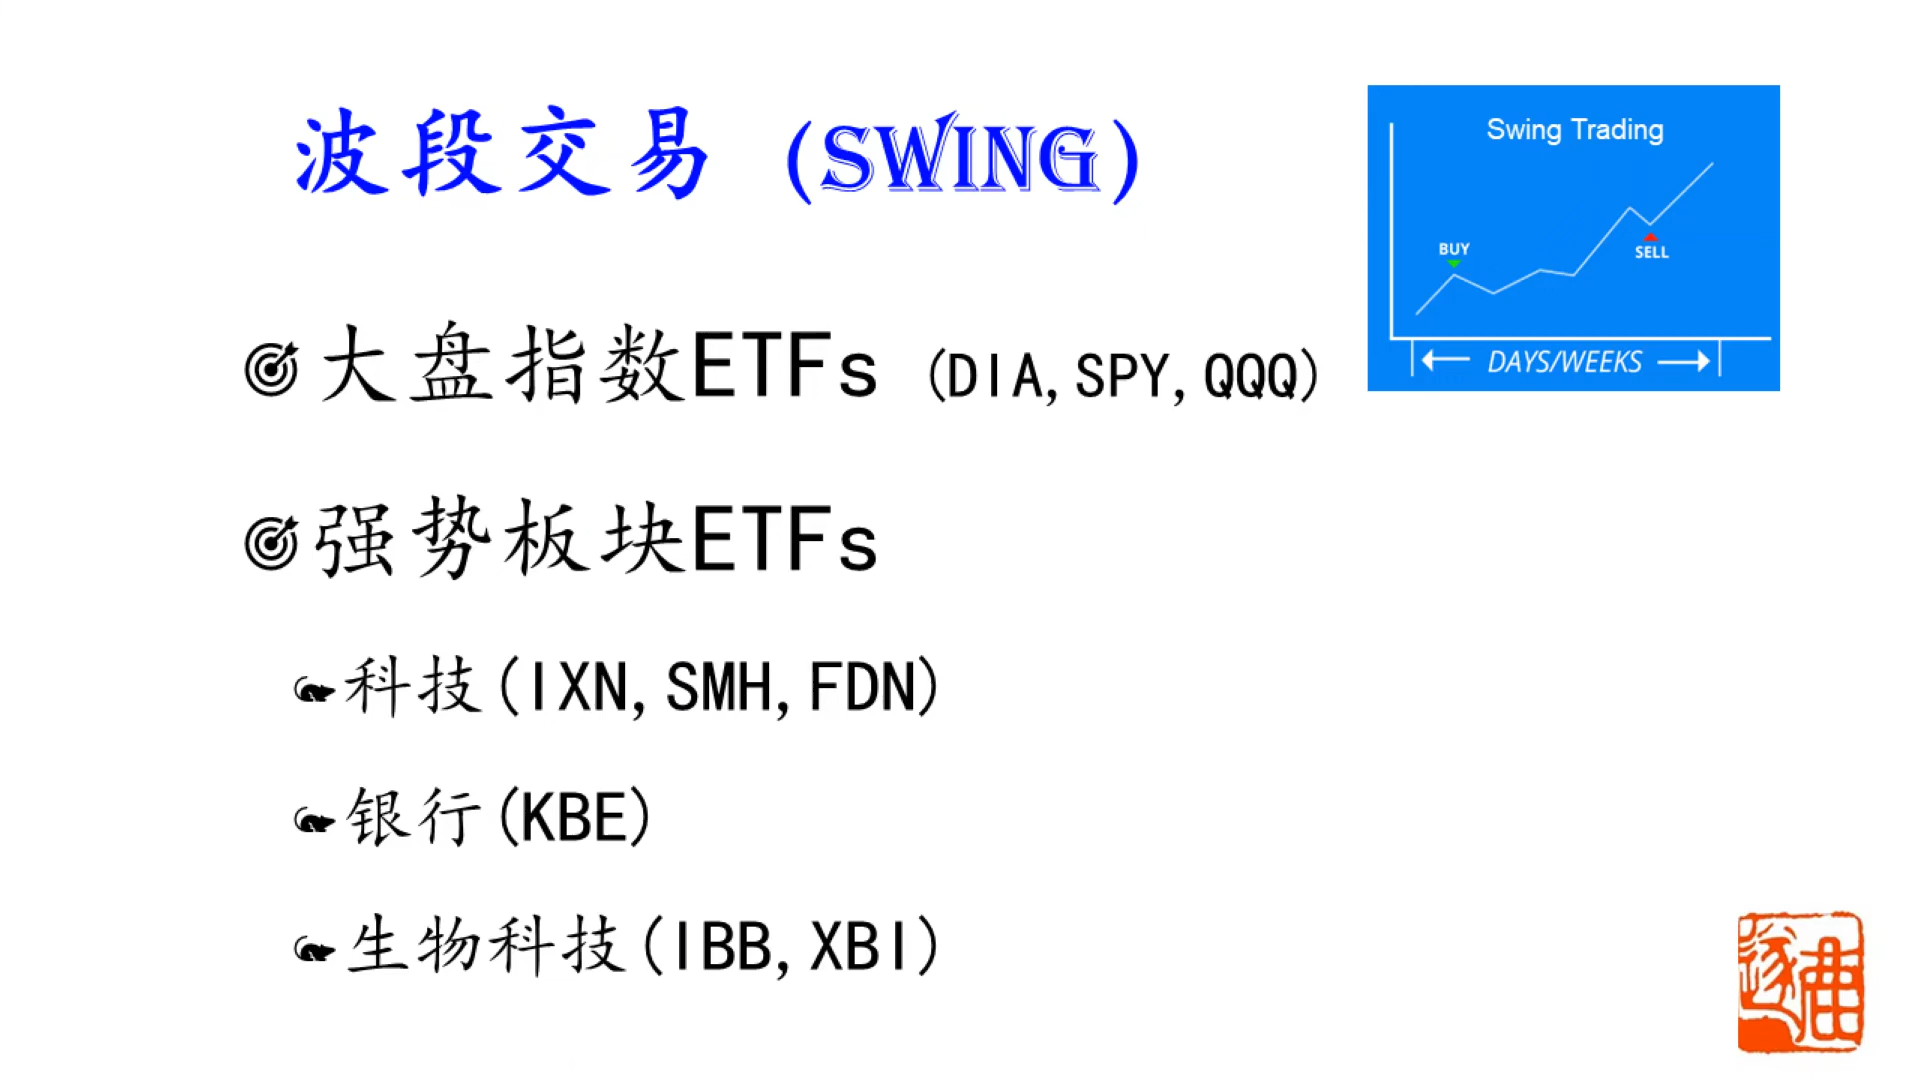 波段交易 (SWING)
大盘指数ETFs (DIA,SPY,QQQ)
强势板块ETFs
科技(IXN,SMH,FDN)
银行(KBE)
生物科技(IBB,XBI)
Swing Trading
BUY
SELL
DAYS/WEEKS